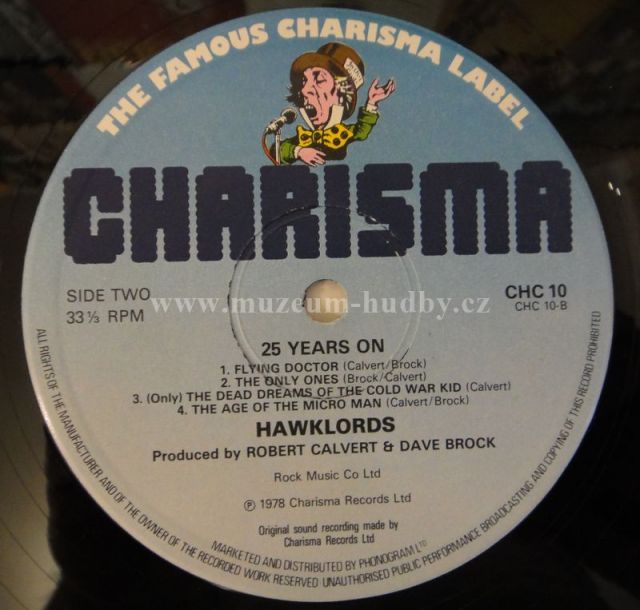 THE FAMOUS CHARISMA LABEL
CHARISMA
SIDE TWO
33⅓ RPM
CHC 10
CHC 10-B
www.muzeum-hudby.cz
25 YEARS ON
1. FLYING DOCTOR (Calvert/Brock)
2. THE ONLY ONES (Brock/Calvert)
3. (Only) THE DEAD DREAMS OF THE COLD WAR KID (Calvert)
4. THE AGE OF THE MICRO MAN (Calvert/Brock)
HAWKLORDS
Produced by ROBERT CALVERT & DAVE BROCK
Rock Music Co Ltd
℗ 1978 Charisma Records Ltd
Original sound recording made by
Charisma Records Ltd
MARKETED AND DISTRIBUTED BY PHONOGRAM LTD
ALL RIGHTS OF THE MANUFACTURER AND OF THE OWNER OF THE RECORDED WORK RESERVED UNAUTHORISED PUBLIC PERFORMANCE BROADCASTING AND COPYING OF THIS RECORD PROHIBITED